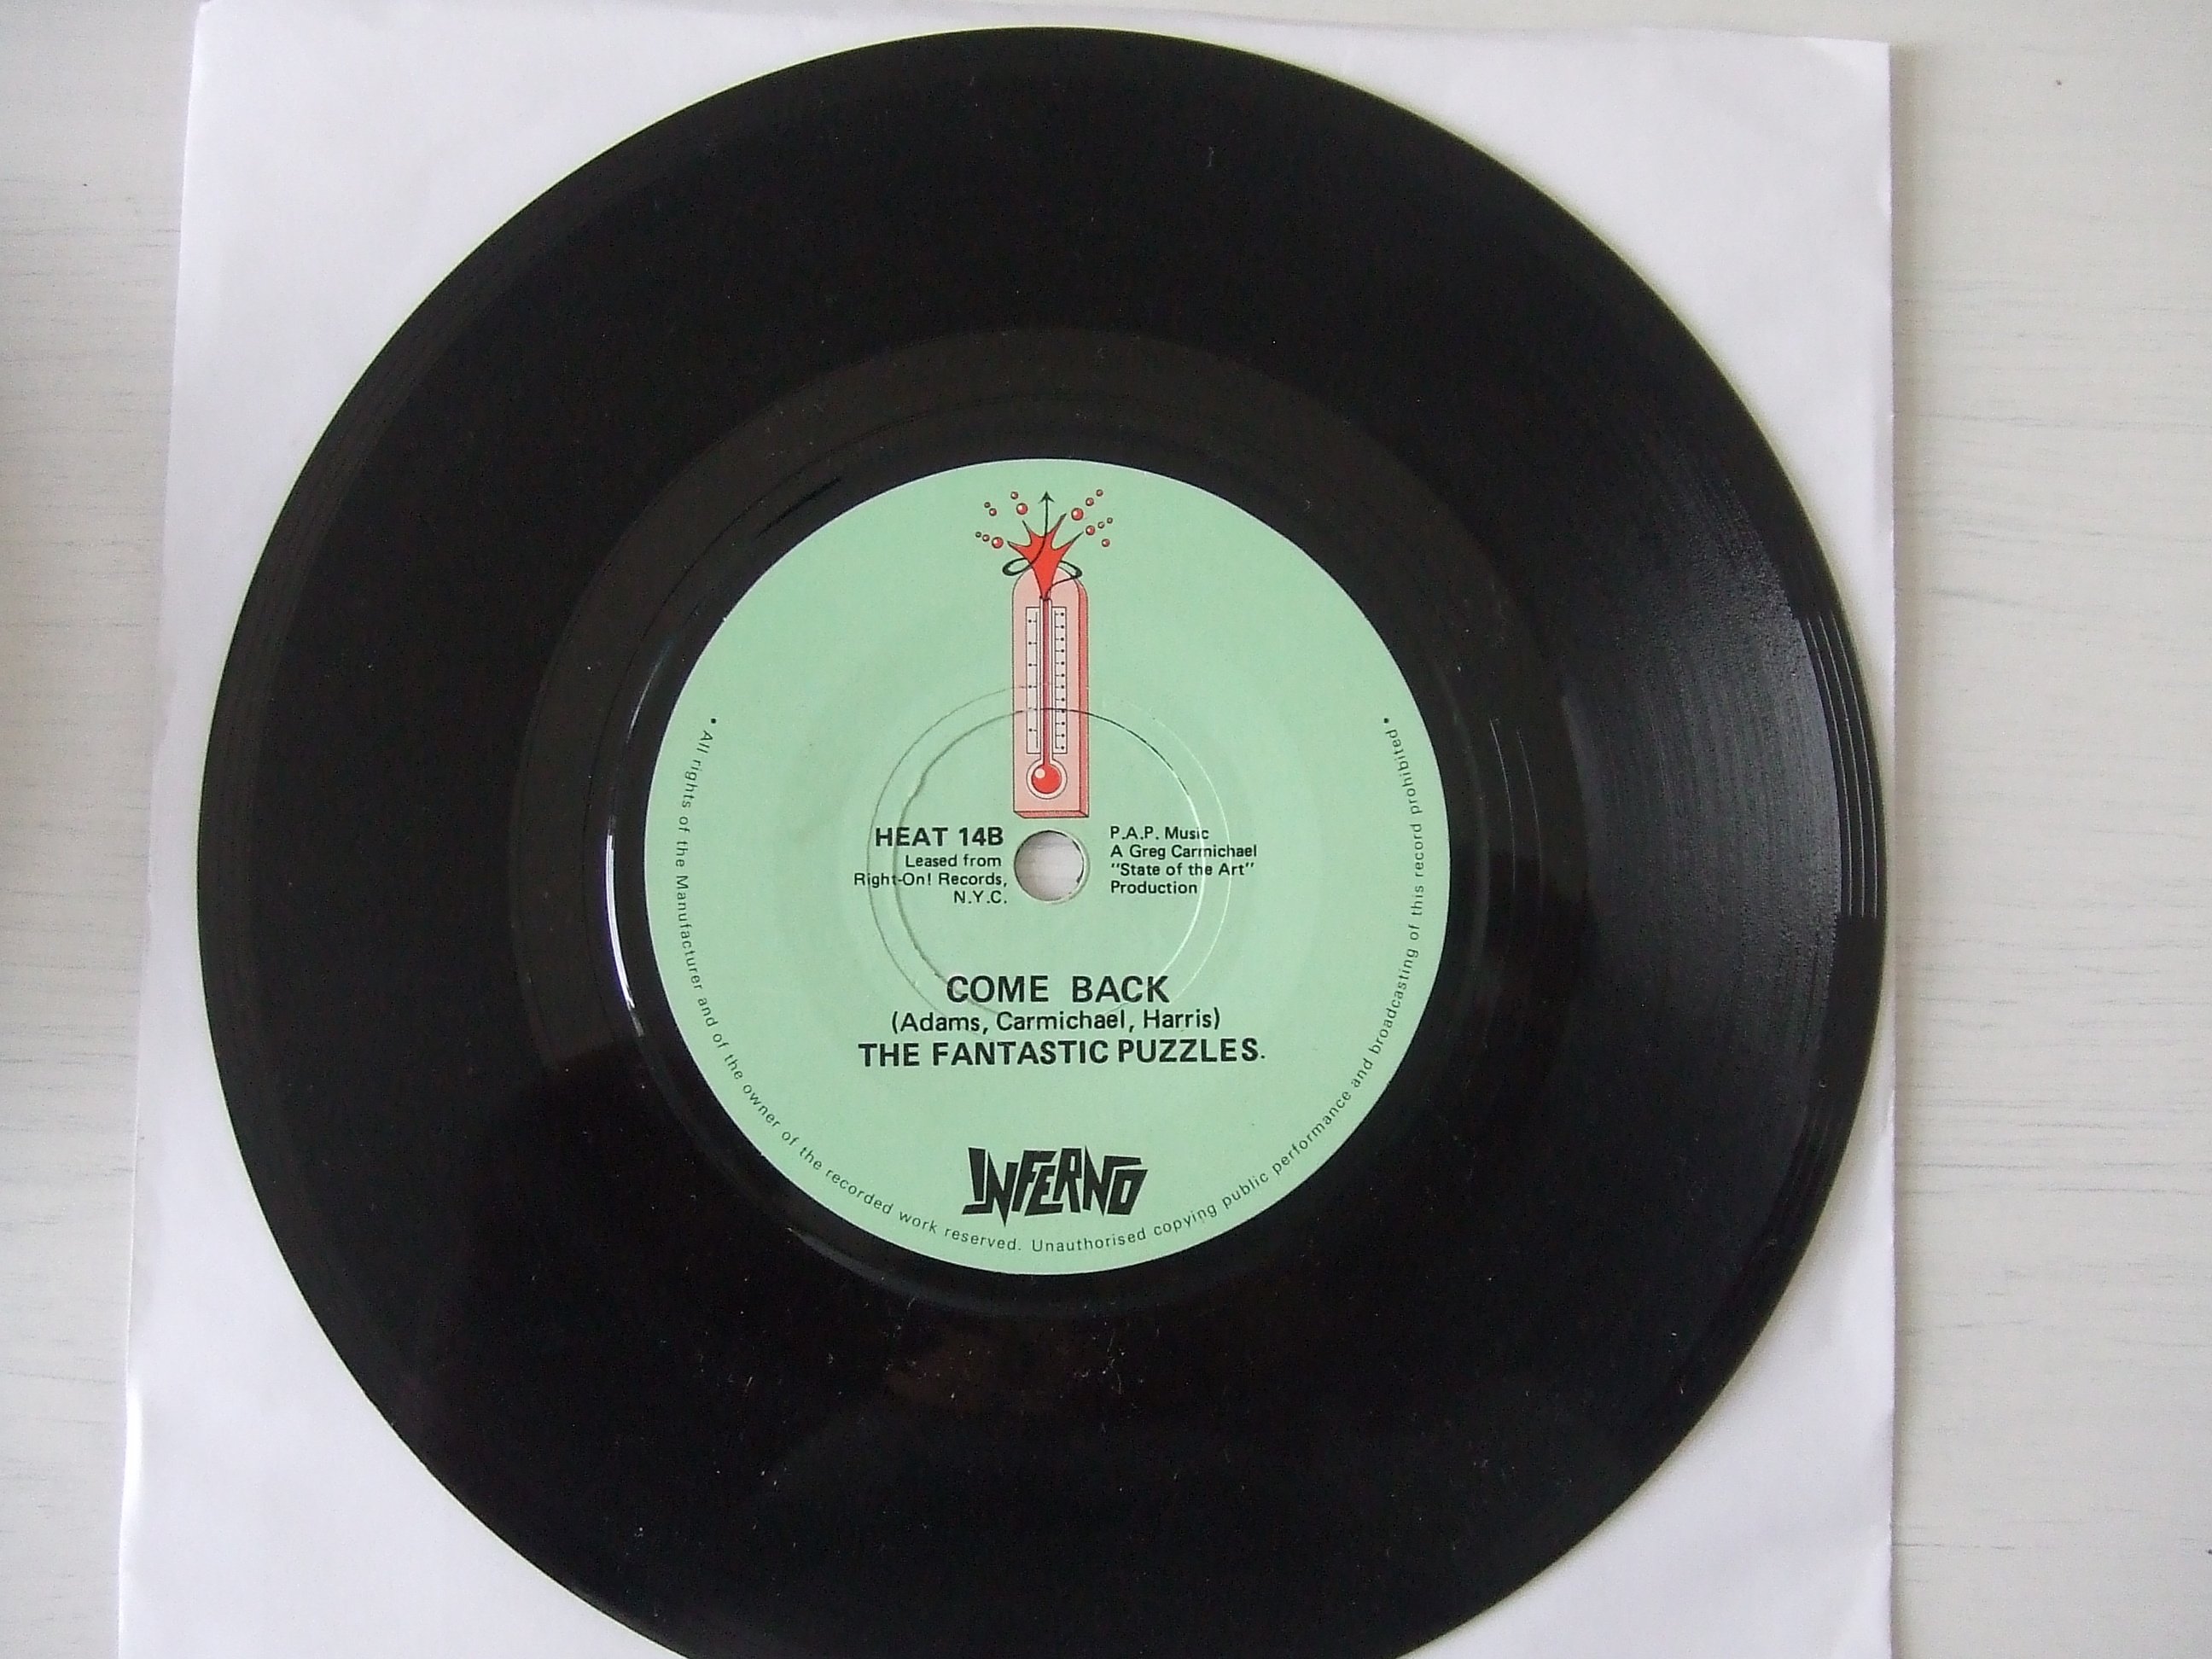 HEAT 14B
Leased from
Right-On! Records,
N.Y.C.
P.A.P. Music
A Greg Carmichael
"State of the Art"
Production
COME BACK
(Adams, Carmichael, Harris)
THE FANTASTIC PUZZLES.
INFERNO
• All rights of the Manufacturer and of the owner of the recorded work reserved. Unauthorised copying public performance and broadcasting of this record prohibited •